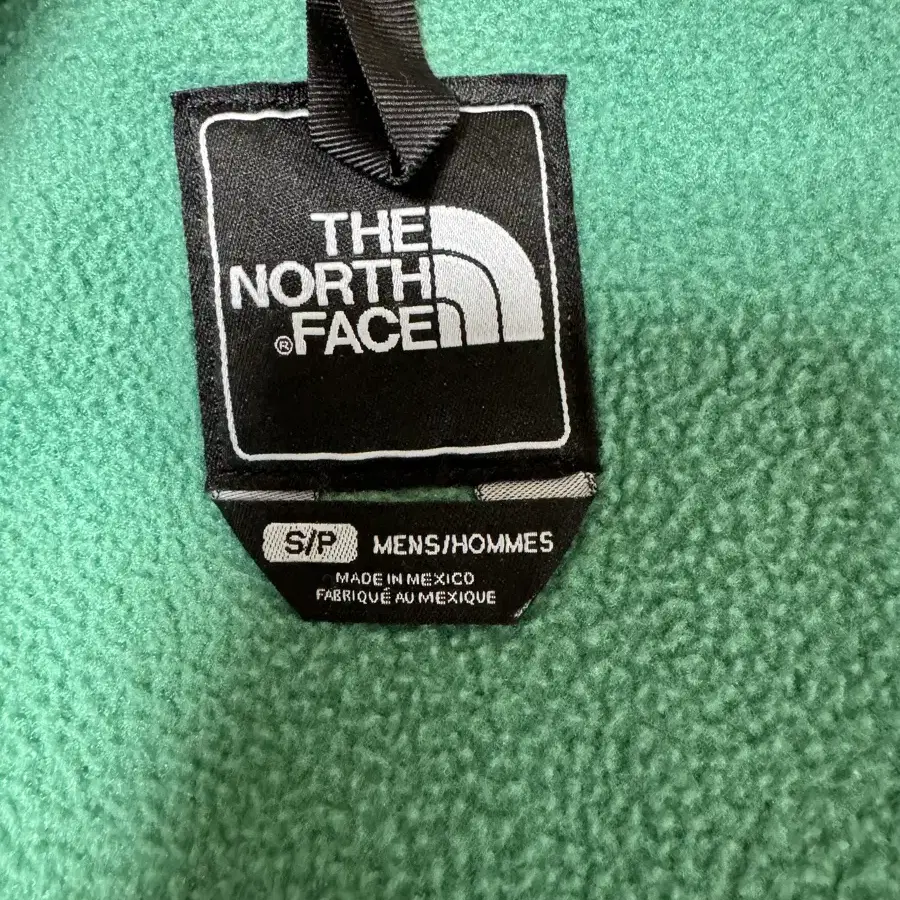 THE
NORTH
®FACE
S/P MENS/HOMMES
MADE IN MEXICO
FABRIQUÉ AU MEXIQUE